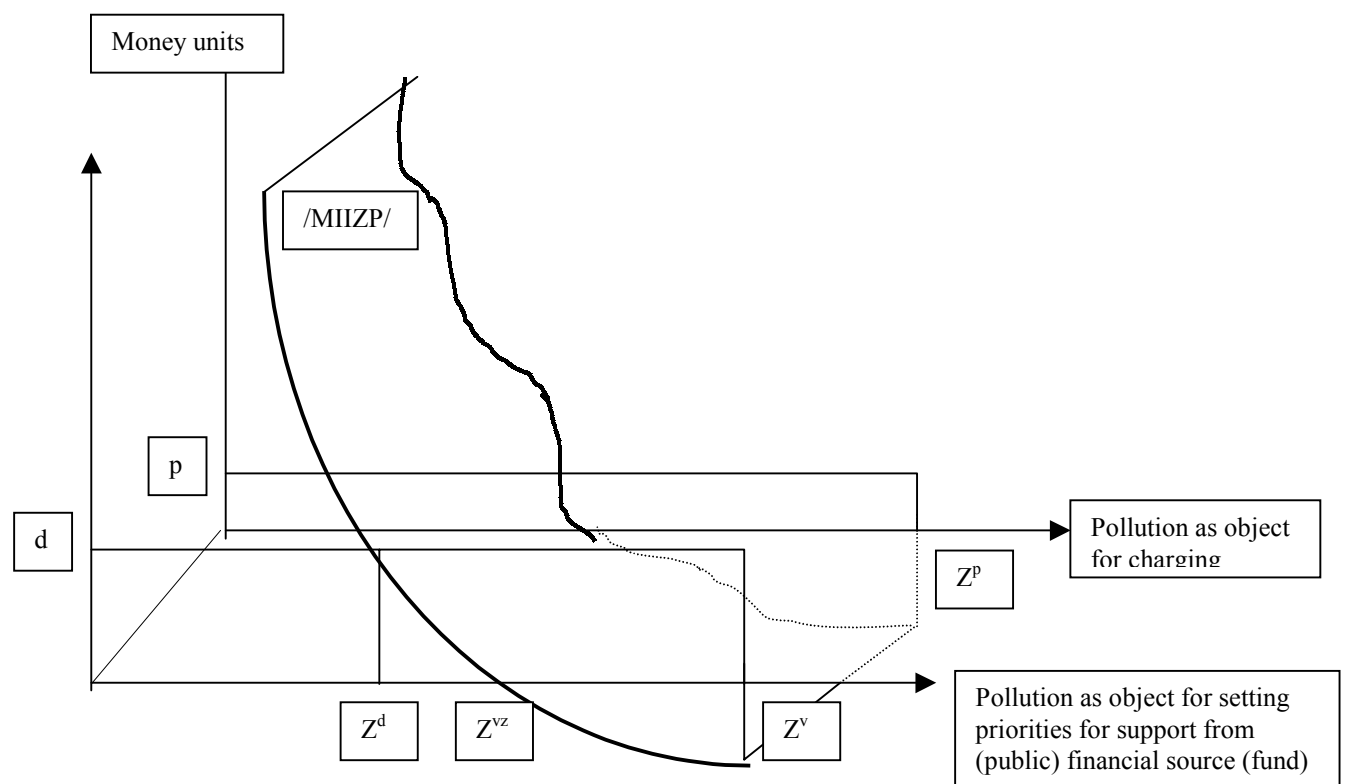 Money units
/MIIZP/
p
d
Pollution as object
for charging
Z^p
Z^d
Z^vz
Z^v
Pollution as object for setting
priorities for support from
(public) financial source (fund)